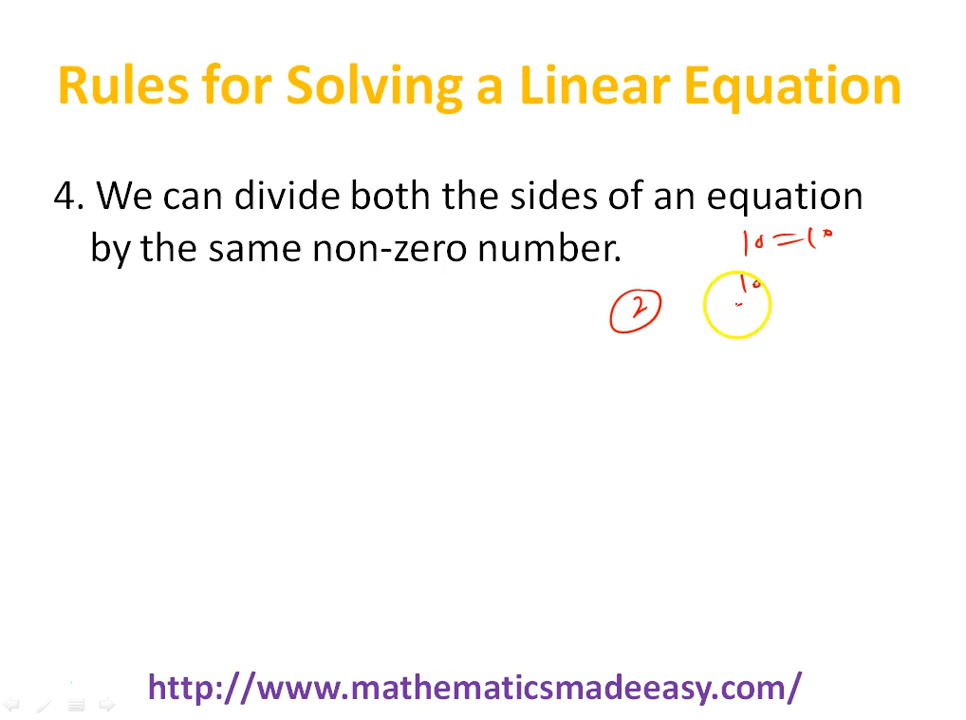 Rules for Solving a Linear Equation
4. We can divide both the sides of an equation
by the same non-zero number.
10 = 10
10
2
http://www.mathematicsmadeeasy.com/